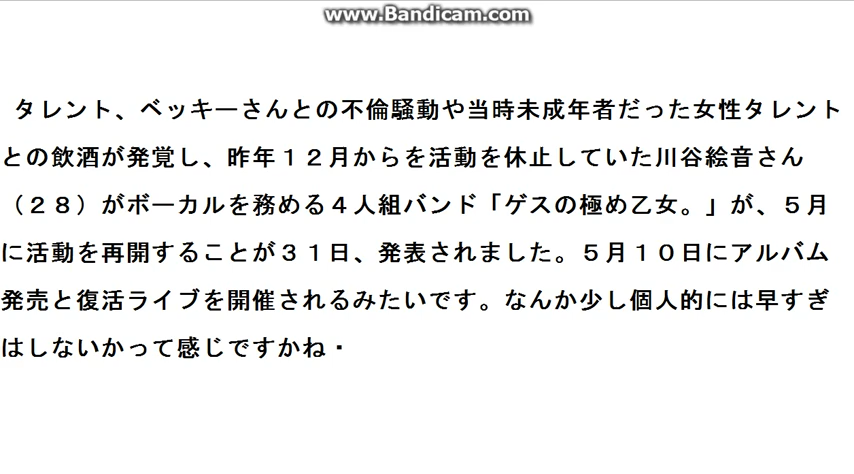 www.Bandicam.com
タレント、ベッキーさんとの不倫騒動や当時未成年者だった女性タレント
との飲酒が発覚し、昨年１２月からを活動を休止していた川谷絵音さん
（２８）がボーカルを務める４人組バンド「ゲスの極め乙女。」が、５月
に活動を再開することが３１日、発表されました。５月１０日にアルバム
発売と復活ライブを開催されるみたいです。なんか少し個人的には早すぎ
はしないかって感じですかね・